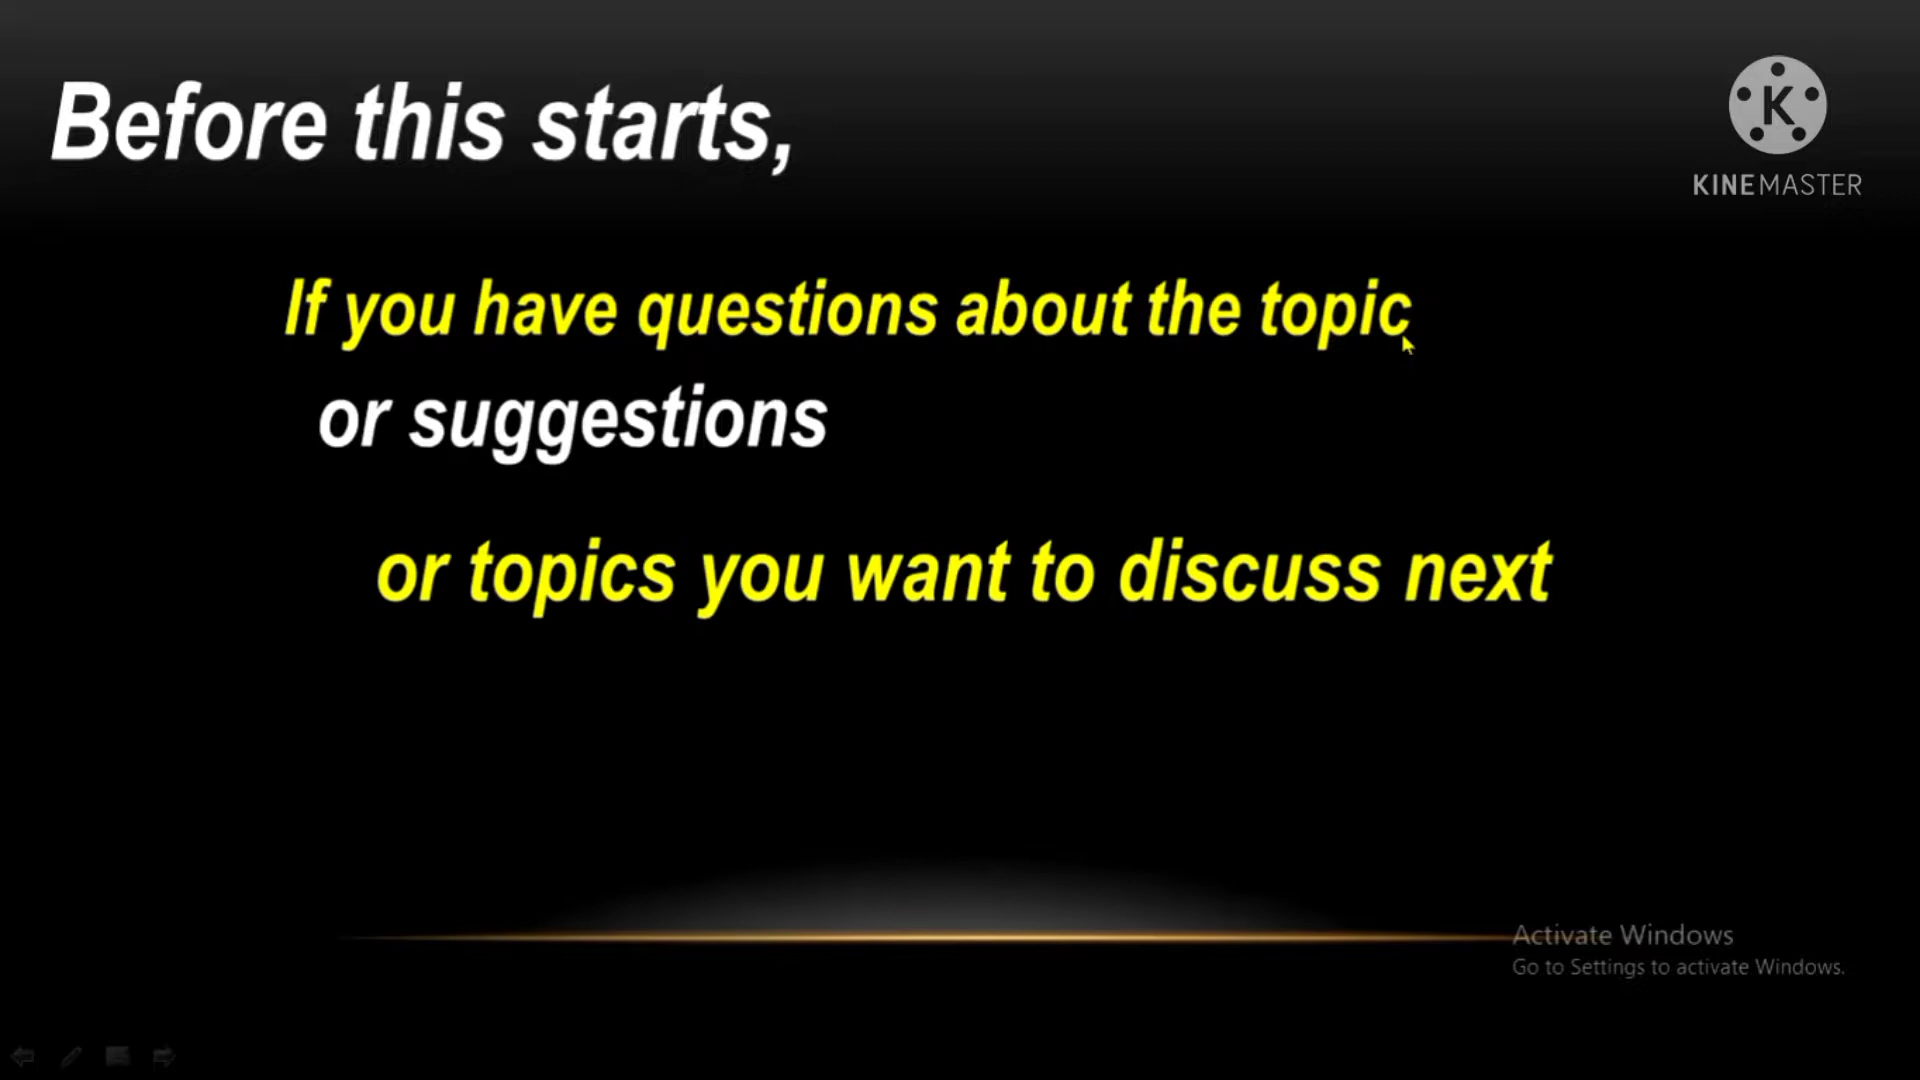 Before this starts,
K
KINEMASTER
If you have questions about the topic
or suggestions
or topics you want to discuss next
Activate Windows
Go to Settings to activate Windows.